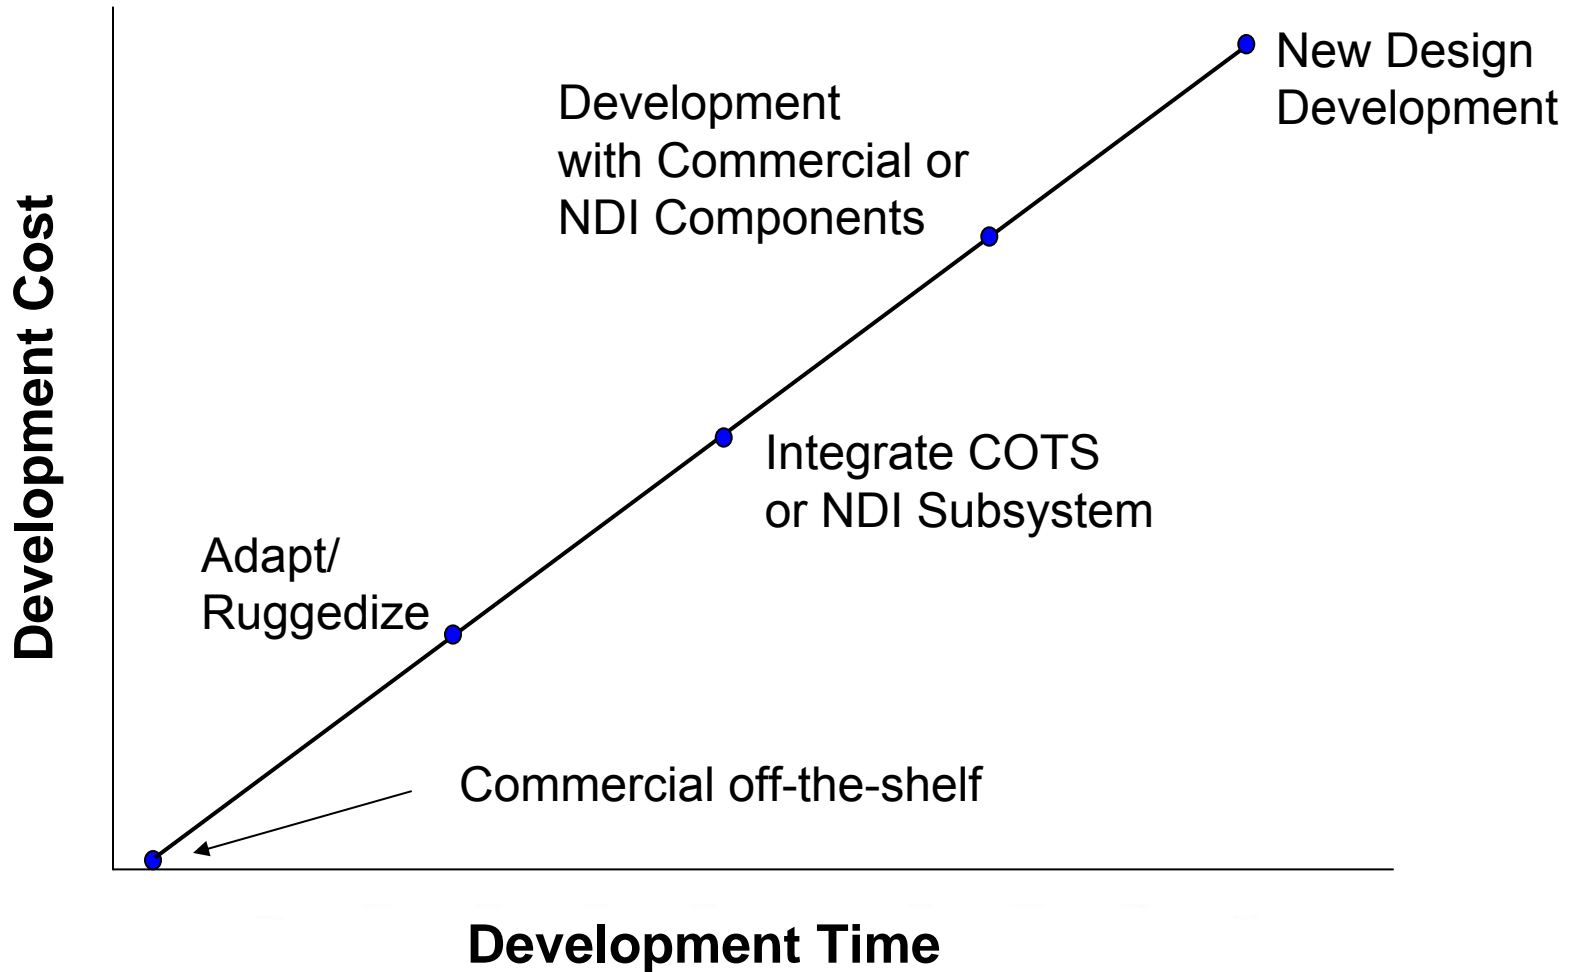 New Design
Development
Development
with Commercial or
NDI Components
Development Cost
Integrate COTS
or NDI Subsystem
Adapt/
Ruggedize
Commercial off-the-shelf
Development Time